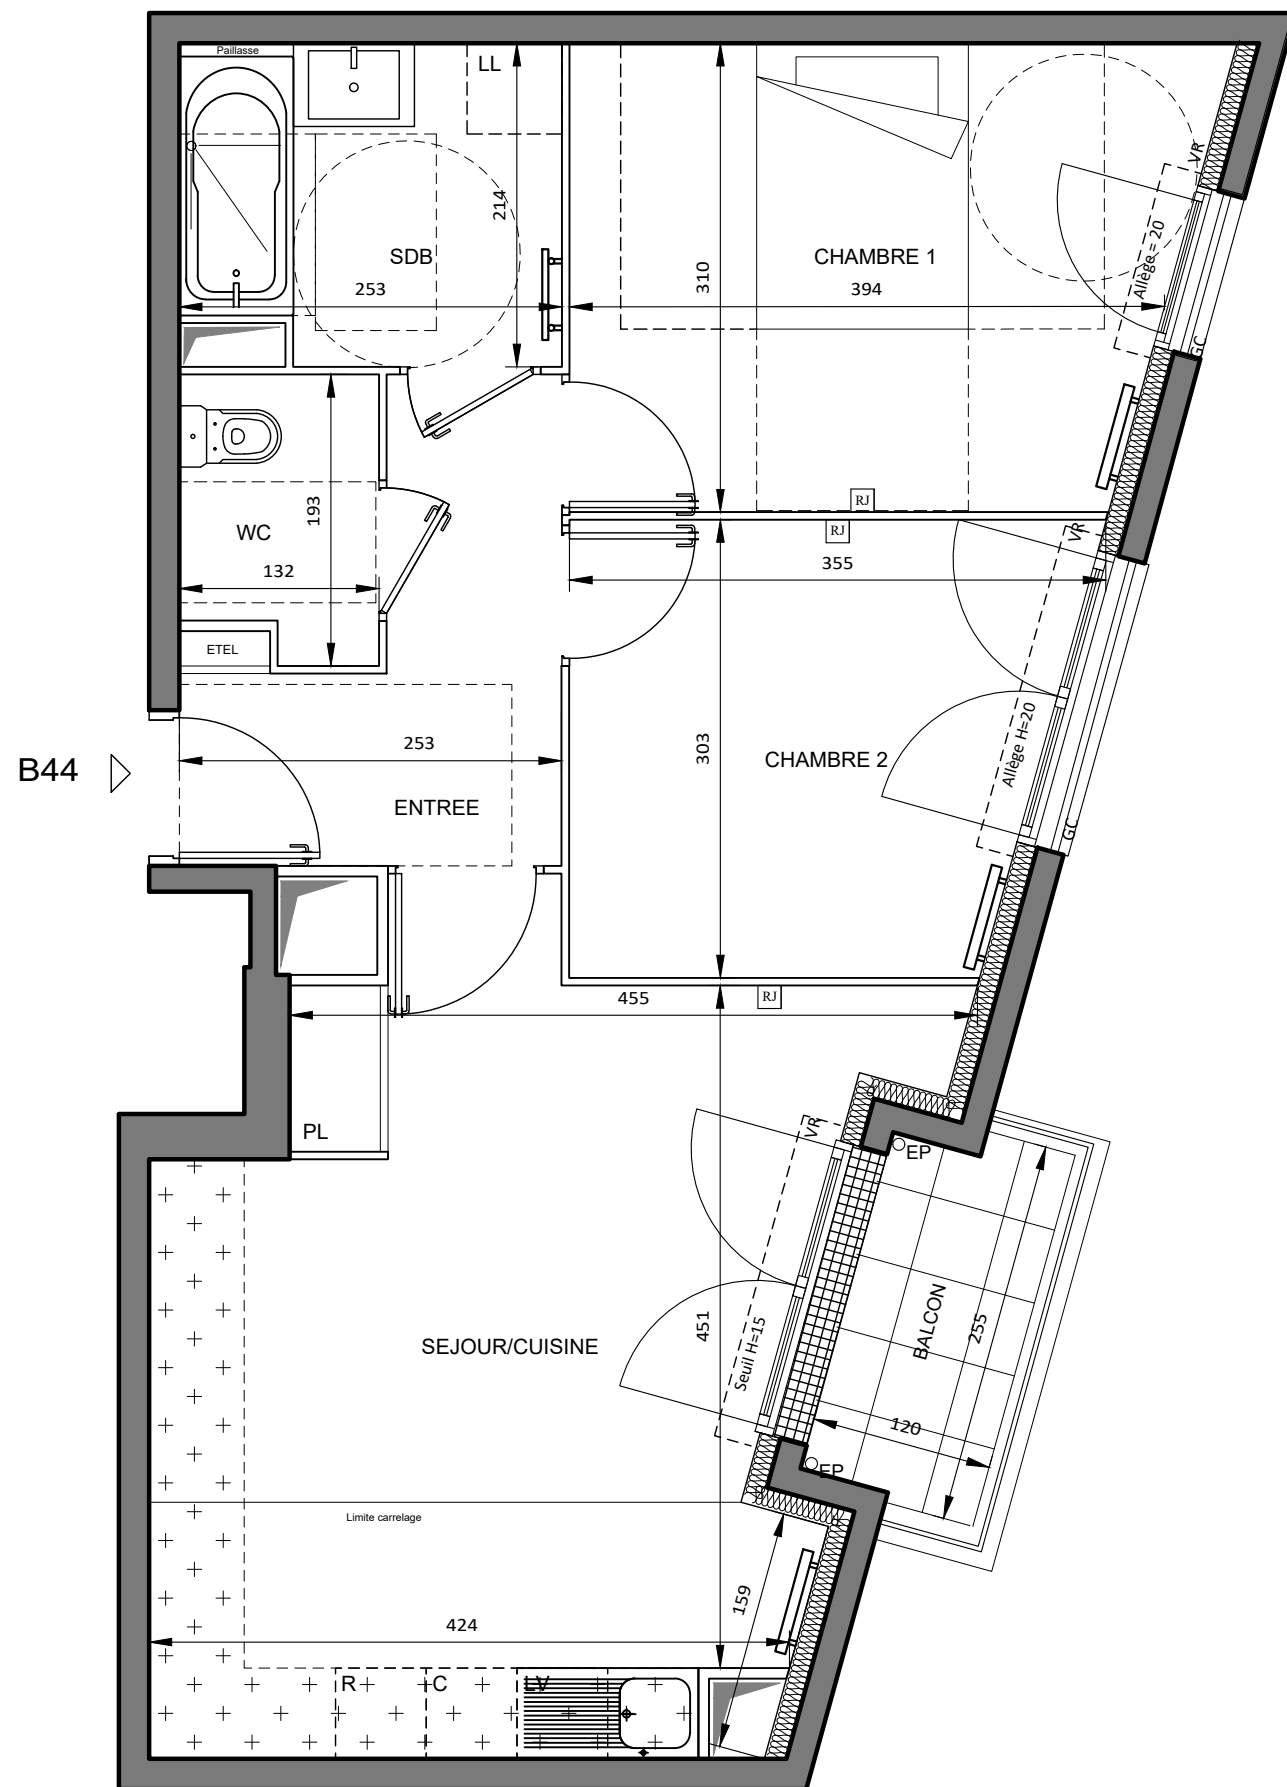 Paillasse
LL
214
SDB
253
CHAMBRE 1
310
394
VR
Allège = 20
GC
WC
193
132
RJ
RJ
355
VR
ETEL
B44
253
ENTREE
303
CHAMBRE 2
Allège H=20
GC
455
RJ
PL
VR
EP
SEJOUR/CUISINE
451
Seuil H=15
BALCON
255
120
EP
Limite carrelage
159
424
R
C
LV